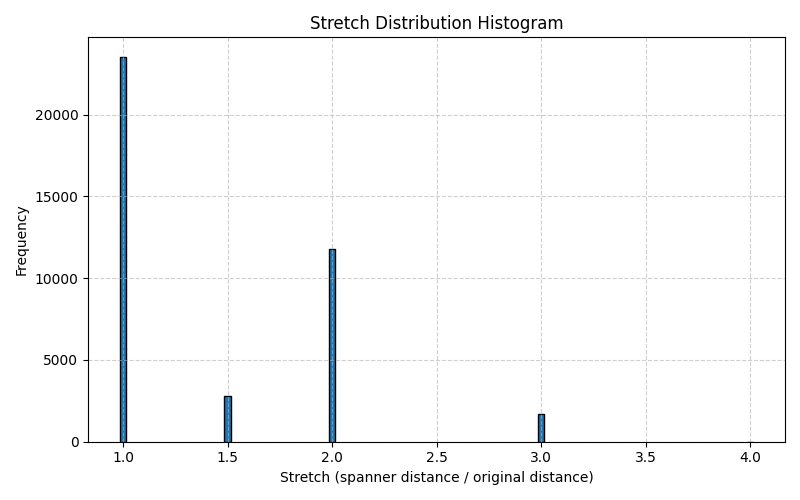 Stretch Distribution Histogram
Frequency
20000
15000
10000
5000
0
1.0 1.5 2.0 2.5 3.0 3.5 4.0
Stretch (spanner distance / original distance)